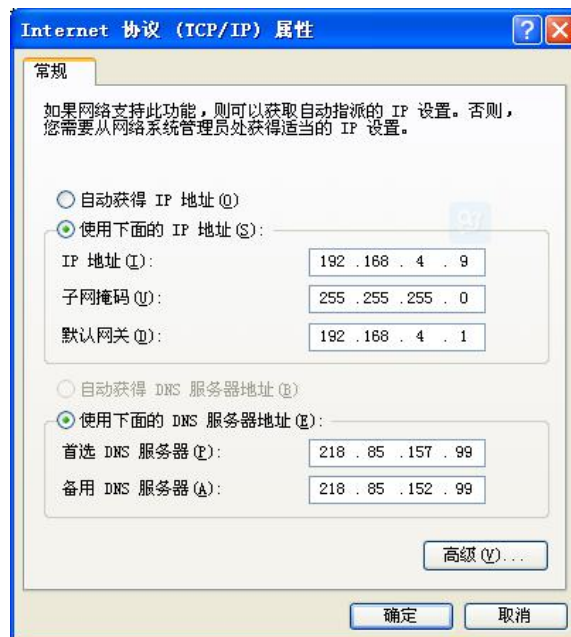 Internet 协议 (TCP/IP) 属性
常规
如果网络支持此功能，则可以获取自动指派的 IP 设置。否则，
您需要从网络系统管理员处获得适当的 IP 设置。
自动获得 IP 地址(O)
使用下面的 IP 地址(S):
IP 地址(I): 192 .168 . 4 . 9
子网掩码(U): 255 .255 .255 . 0
默认网关(D): 192 .168 . 4 . 1
自动获得 DNS 服务器地址(B)
使用下面的 DNS 服务器地址(E):
首选 DNS 服务器(P): 218 . 85 .157 . 99
备用 DNS 服务器(A): 218 . 85 .152 . 99
高级(V)...
确定 取消